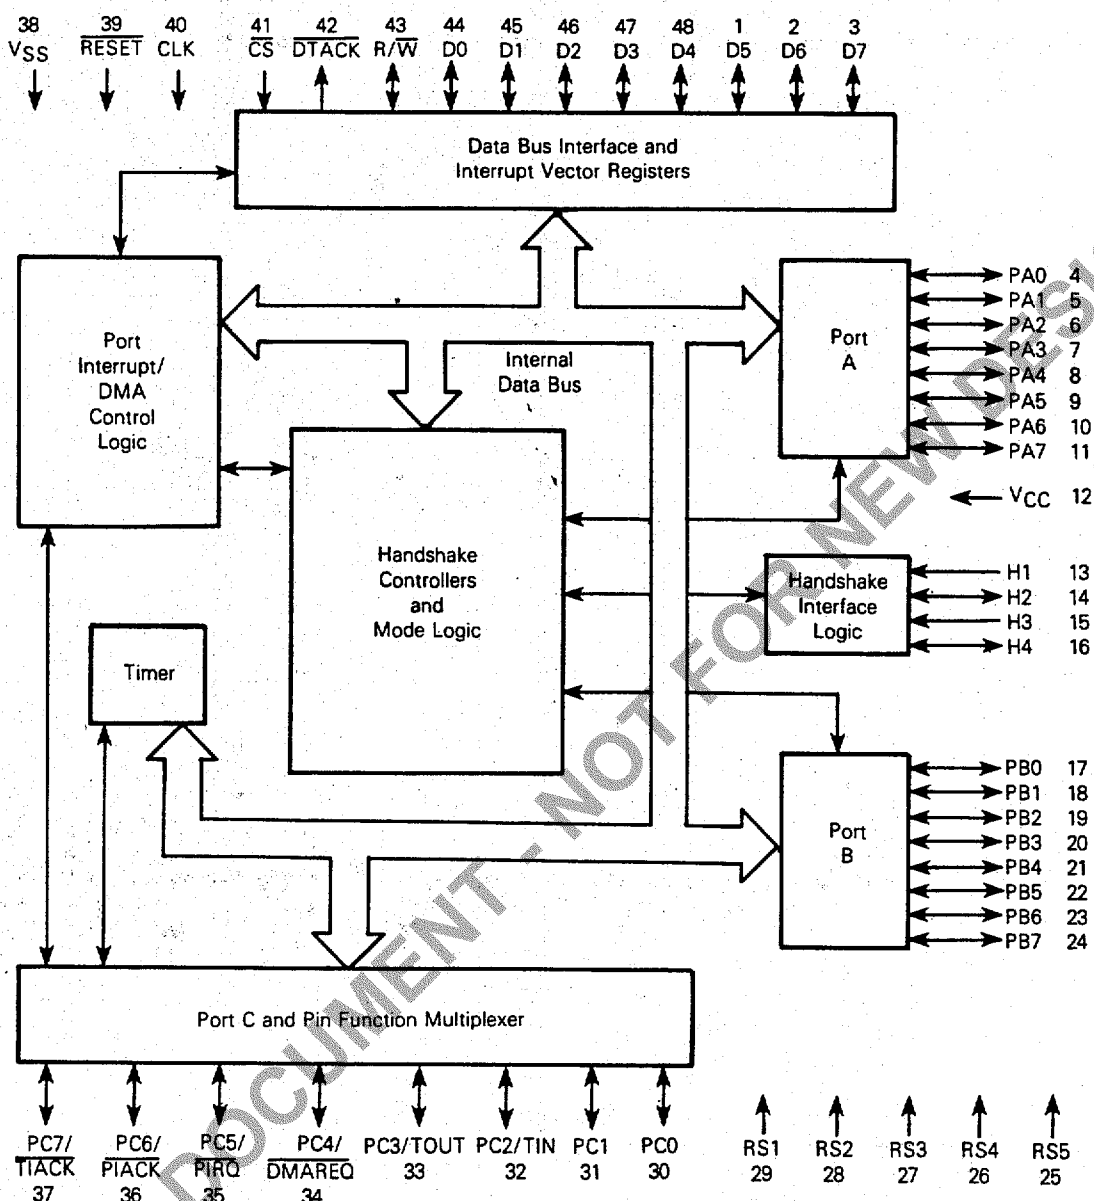 38 39 40 41 42 43 44 45 46 47 48 1 2 3
VSS RESET CLK CS DTACK R/W D0 D1 D2 D3 D4 D5 D6 D7
Data Bus Interface and
Interrupt Vector Registers
Port
Interrupt/
DMA
Control
Logic
Internal
Data Bus
Port
A
PA0 4
PA1 5
PA2 6
PA3 7
PA4 8
PA5 9
PA6 10
PA7 11
VCC 12
Handshake
Controllers
and
Mode Logic
Handshake
Interface
Logic
H1 13
H2 14
H3 15
H4 16
Timer
Port
B
PB0 17
PB1 18
PB2 19
PB3 20
PB4 21
PB5 22
PB6 23
PB7 24
Port C and Pin Function Multiplexer
PC7/ PC6/ PC5/ PC4/ PC3/TOUT PC2/TIN PC1 PC0 RS1 RS2 RS3 RS4 RS5
TIACK PIACK PIRQ DMAREQ 33 32 31 30 29 28 27 26 25
37 36 35 34
DOCUMENT - NOT FOR NEW